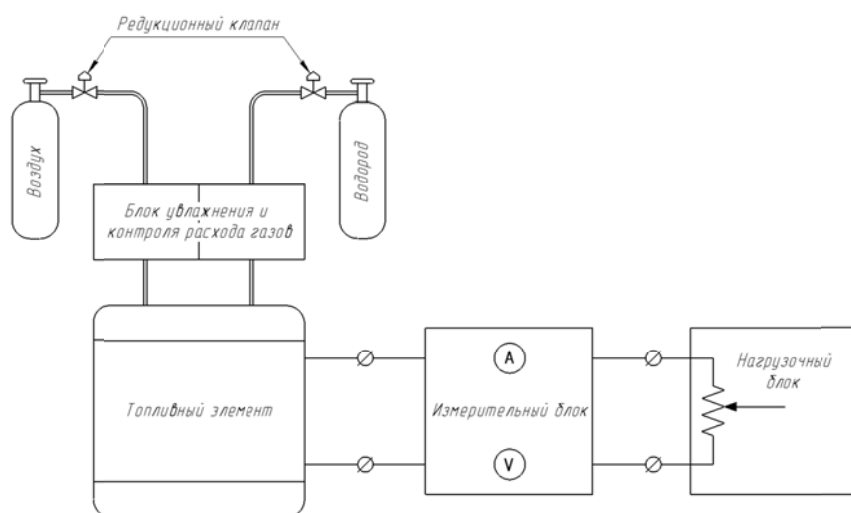 Редукционный клапан
Воздух
Водород
Блок увлажнения и
контроля расхода газов
Топливный элемент
A
Измерительный блок
V
Нагрузочный
блок